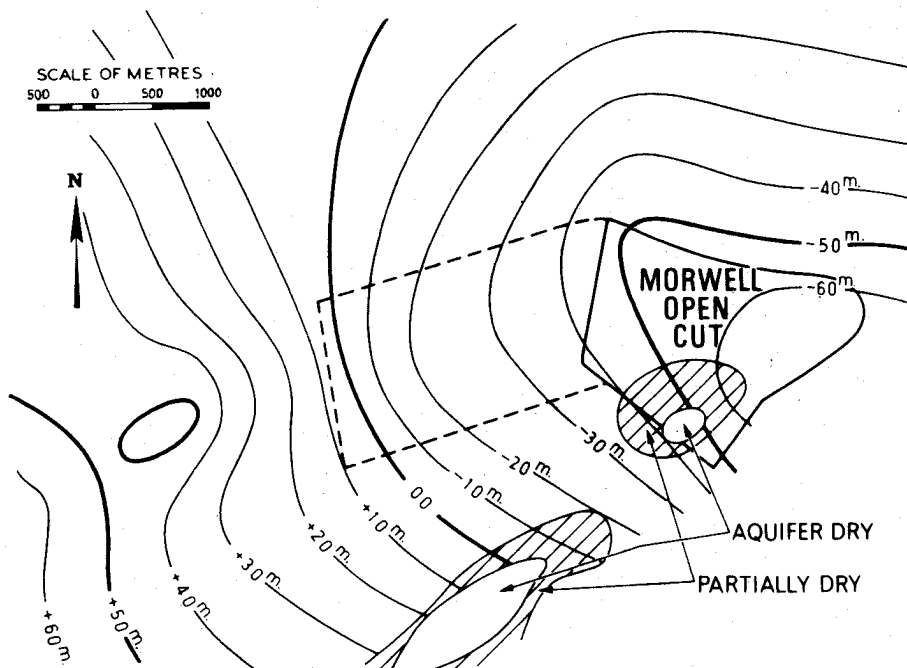 SCALE OF METRES
500 0 500 1000
N
-40m.
-50m.
-60m.
MORWELL
OPEN
CUT
-30m.
-20m.
-10m.
00
+10m.
+20m.
+30m.
+40m.
+50m.
+60m.
AQUIFER DRY
PARTIALLY DRY